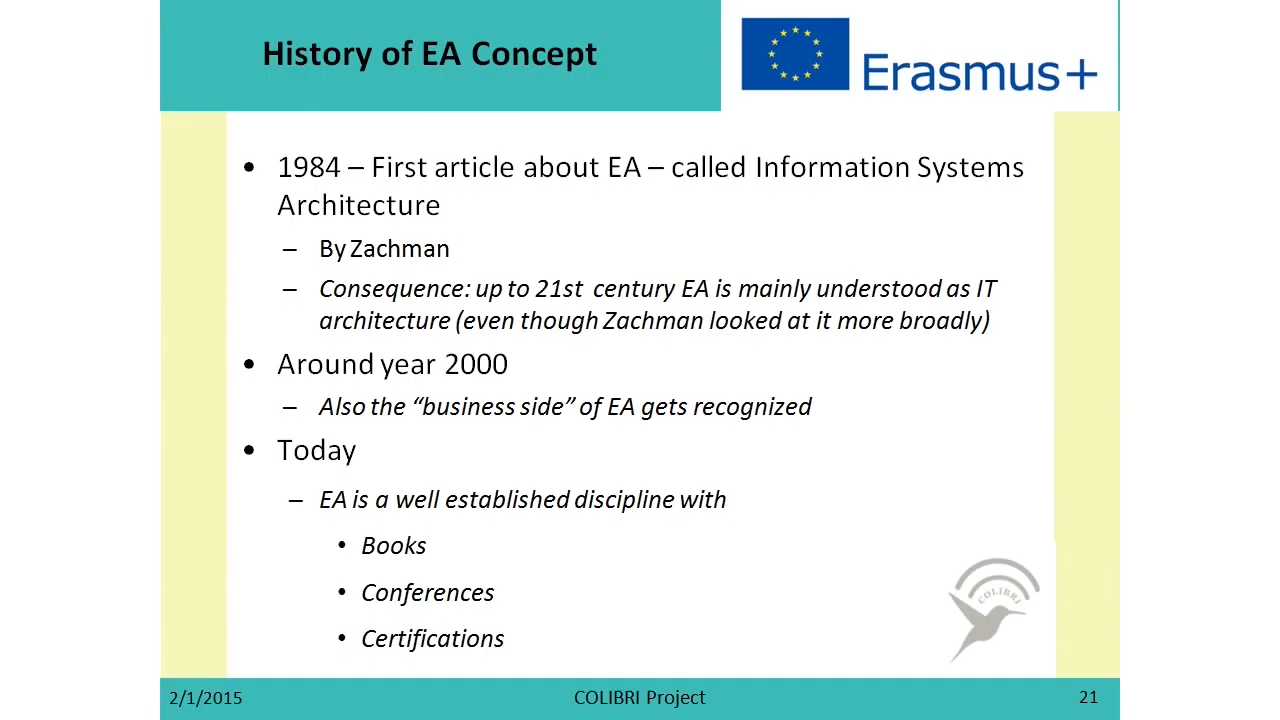 History of EA Concept
Erasmus+
• 1984 – First article about EA – called Information Systems
Architecture
– By Zachman
– Consequence: up to 21st  century EA is mainly understood as IT
architecture (even though Zachman looked at it more broadly)
• Around year 2000
– Also the “business side” of EA gets recognized
• Today
– EA is a well established discipline with
• Books
• Conferences
• Certifications
COLIBRI
2/1/2015
COLIBRI Project
21